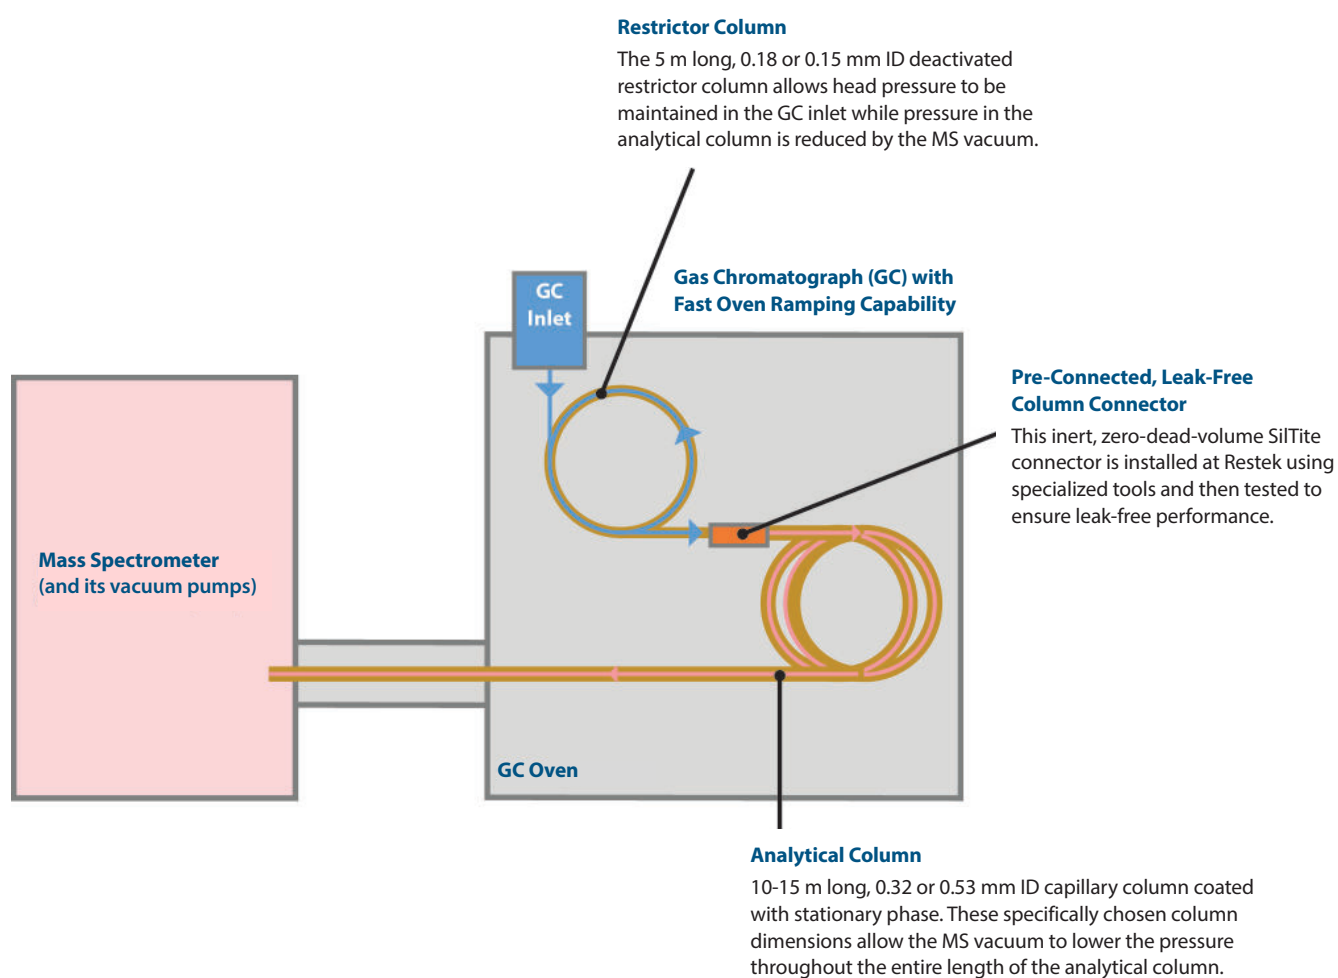 Restrictor Column
The 5 m long, 0.18 or 0.15 mm ID deactivated
restrictor column allows head pressure to be
maintained in the GC inlet while pressure in the
analytical column is reduced by the MS vacuum.
GC
Inlet
Gas Chromatograph (GC) with
Fast Oven Ramping Capability
Pre-Connected, Leak-Free
Column Connector
This inert, zero-dead-volume SilTite
connector is installed at Restek using
specialized tools and then tested to
ensure leak-free performance.
Mass Spectrometer
(and its vacuum pumps)
GC Oven
Analytical Column
10-15 m long, 0.32 or 0.53 mm ID capillary column coated
with stationary phase. These specifically chosen column
dimensions allow the MS vacuum to lower the pressure
throughout the entire length of the analytical column.